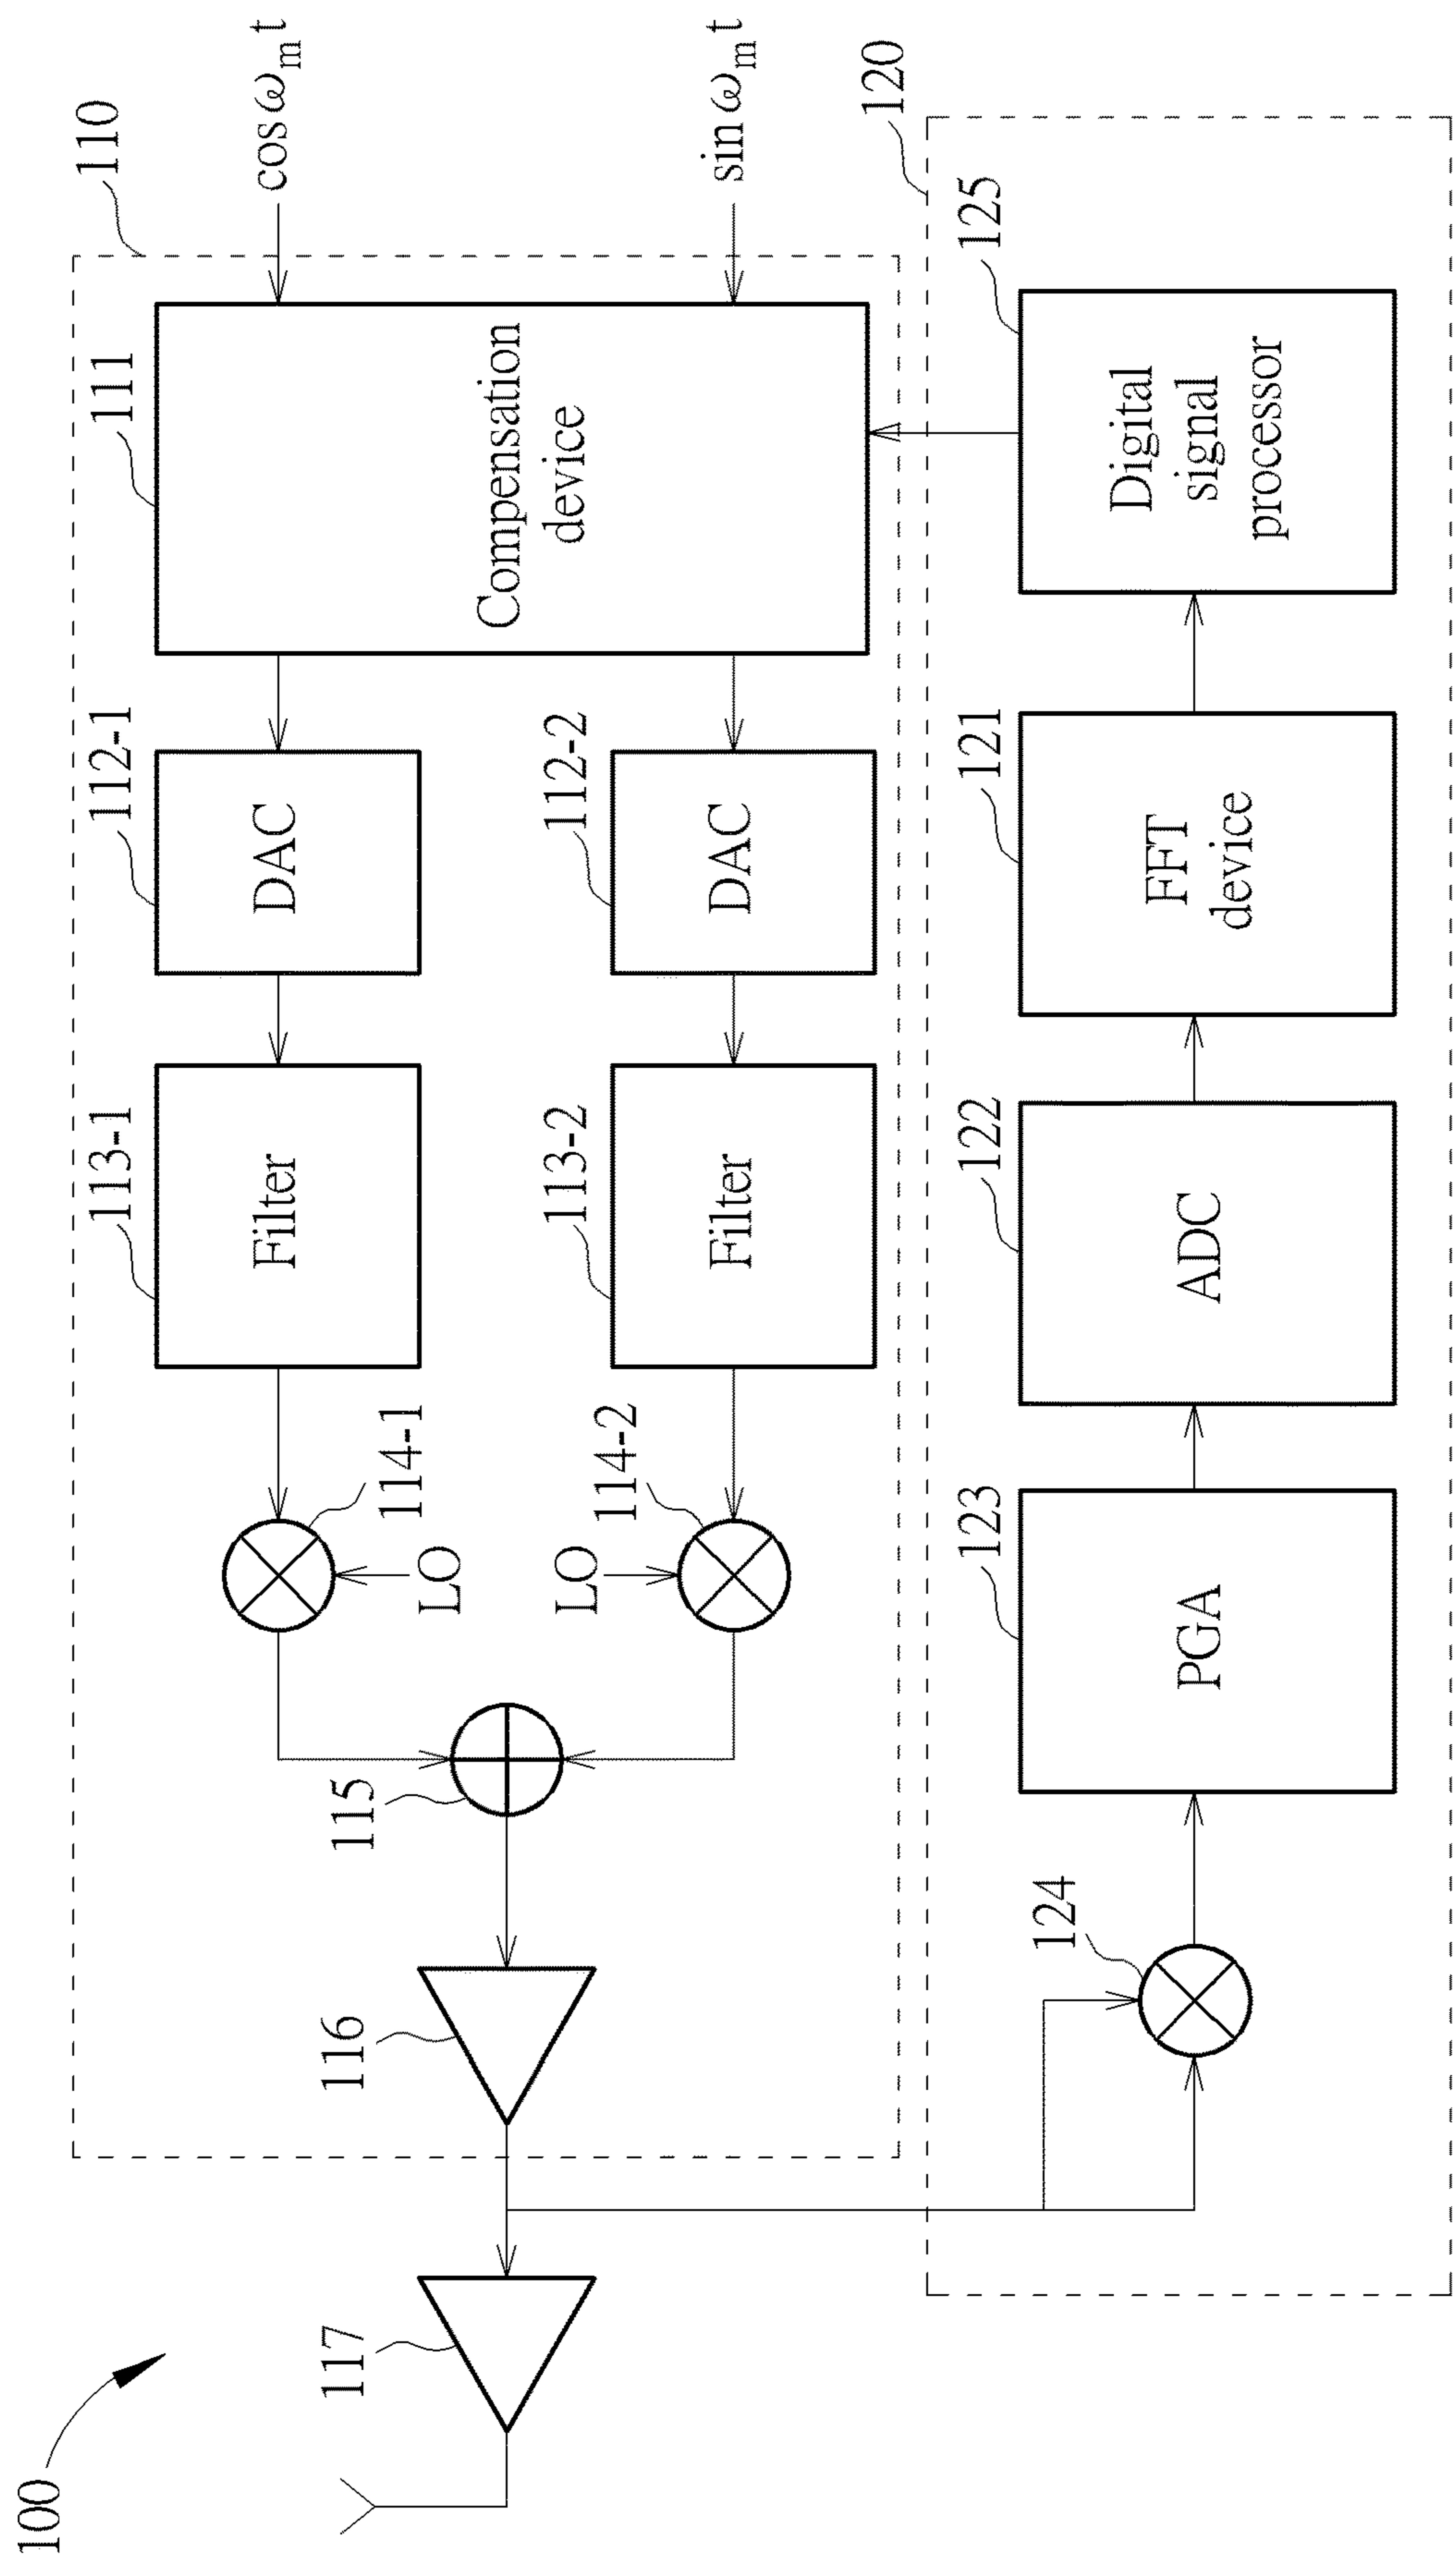 100
110
cos ωm t
sin ωm t
111
Compensation
device
112-1
DAC
112-2
DAC
113-1
Filter
113-2
Filter
114-1
LO
114-2
LO
115
116
117
120
124
123
PGA
122
ADC
121
FFT
device
125
Digital
signal
processor